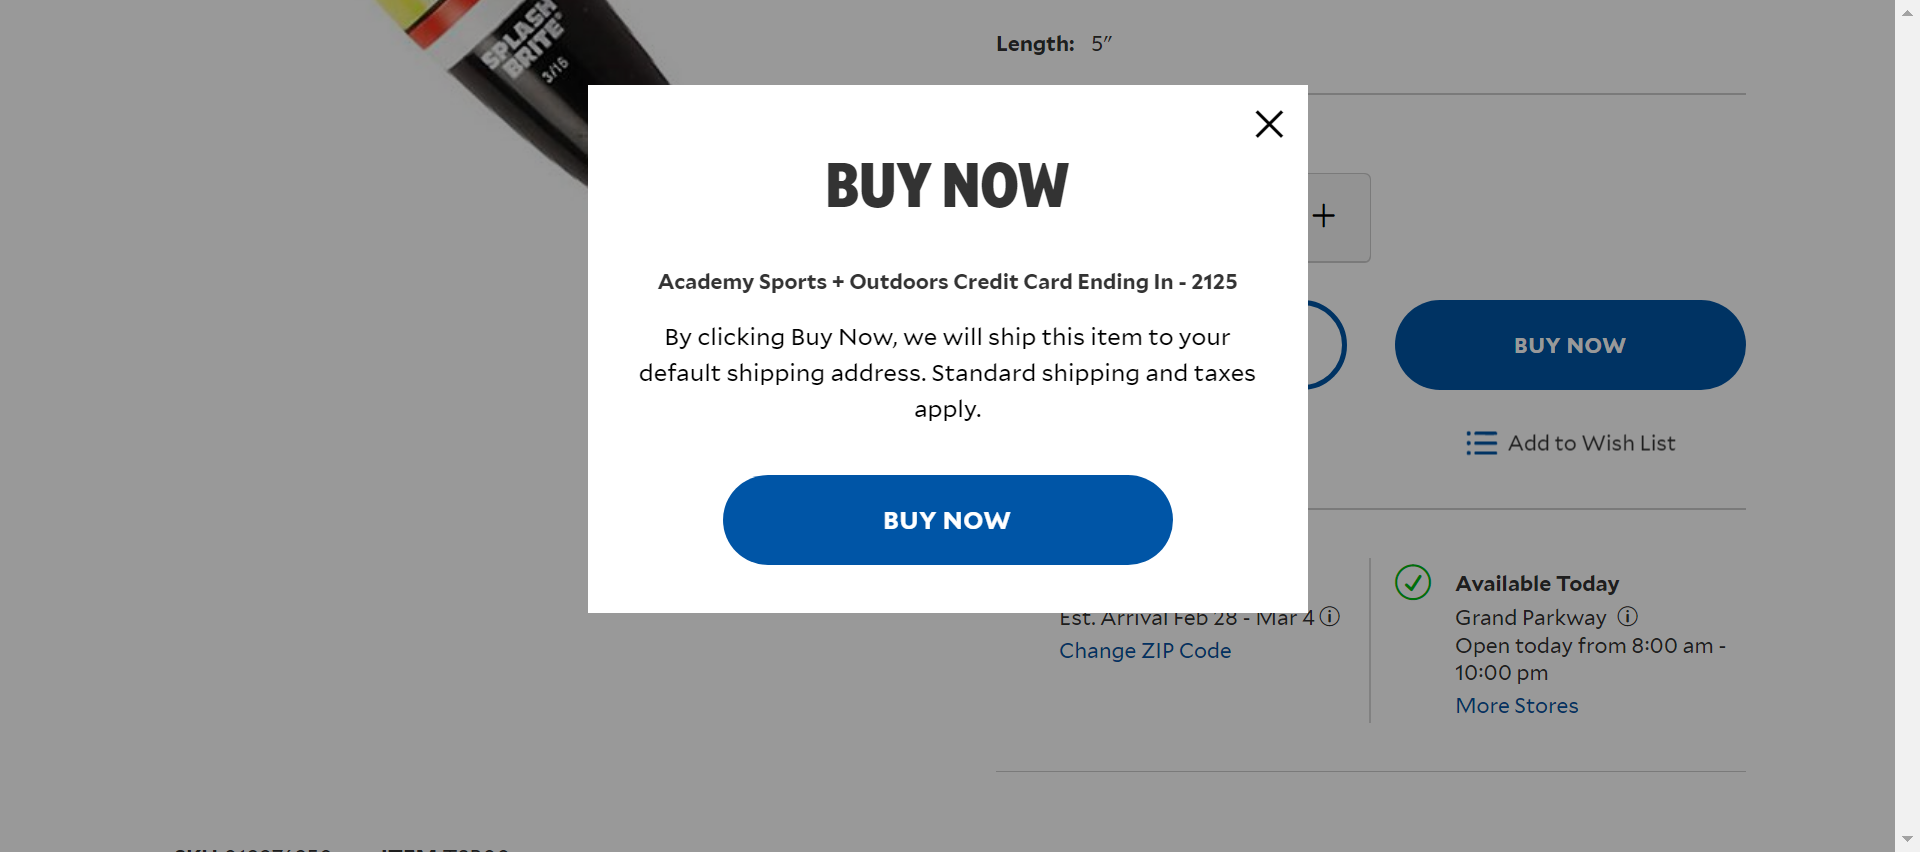 SPLASH
BRITE®
3/16
Length: 5″
BUY NOW
Academy Sports + Outdoors Credit Card Ending In - 2125
By clicking Buy Now, we will ship this item to your
default shipping address. Standard shipping and taxes
apply.
BUY NOW
BUY NOW
Add to Wish List
Est. Arrival Feb 28 - Mar 4
Change ZIP Code
Available Today
Grand Parkway
Open today from 8:00 am -
10:00 pm
More Stores